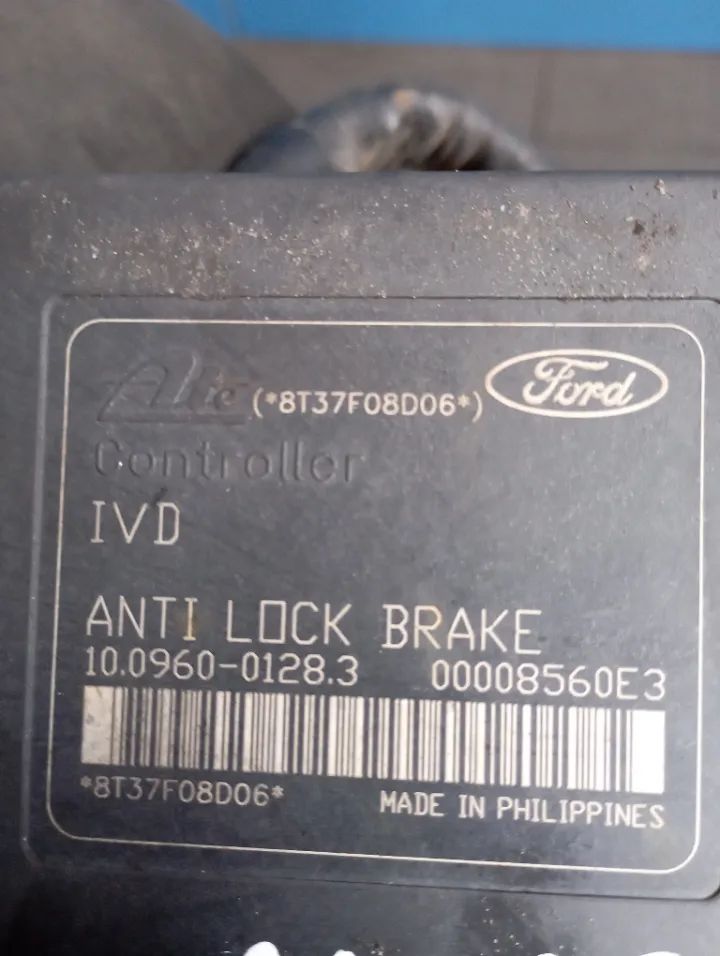 Ate (*8T37F08D06*) Ford
Controller
IVD
ANTI LOCK BRAKE
10.0960-0128.3 00008560E3
*8T37F08D06* MADE IN PHILIPPINES